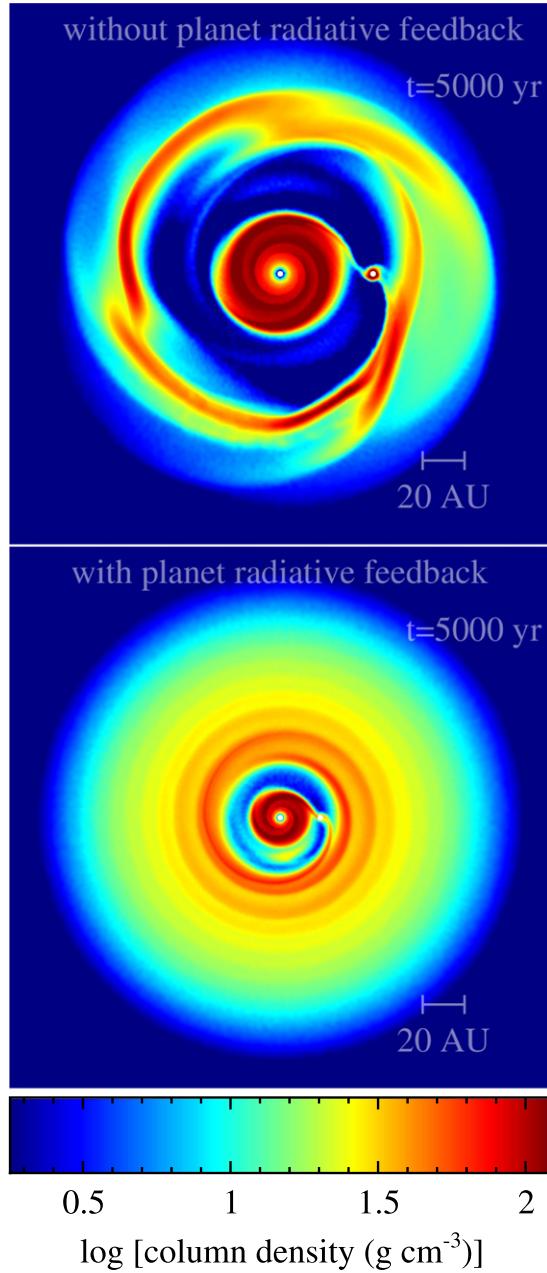 without planet radiative feedback
t=5000 yr
20 AU
with planet radiative feedback
t=5000 yr
20 AU
0.5 1 1.5 2
log [column density (g cm⁻³)]